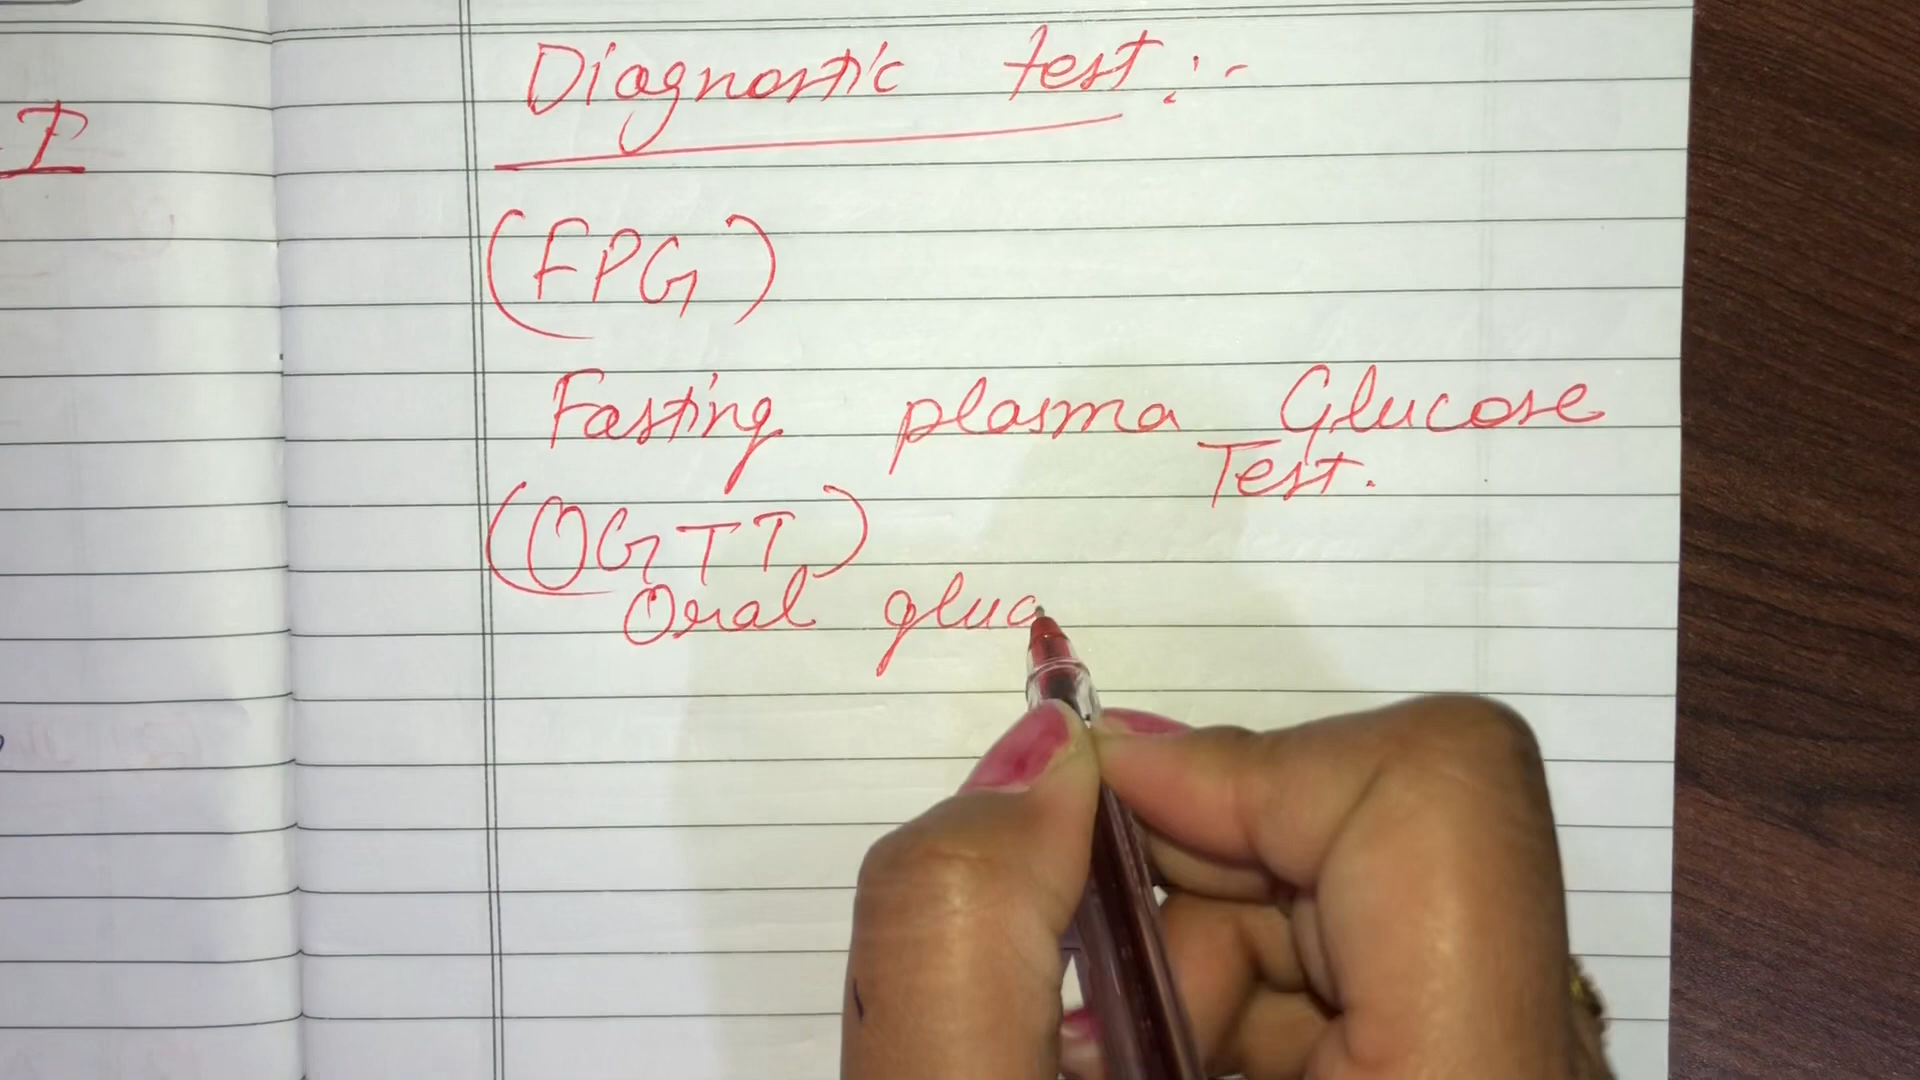 I
Diagnostic test :-
(FPG)
Fasting plasma Glucose
Test.
(OGTT)
Oral gluc